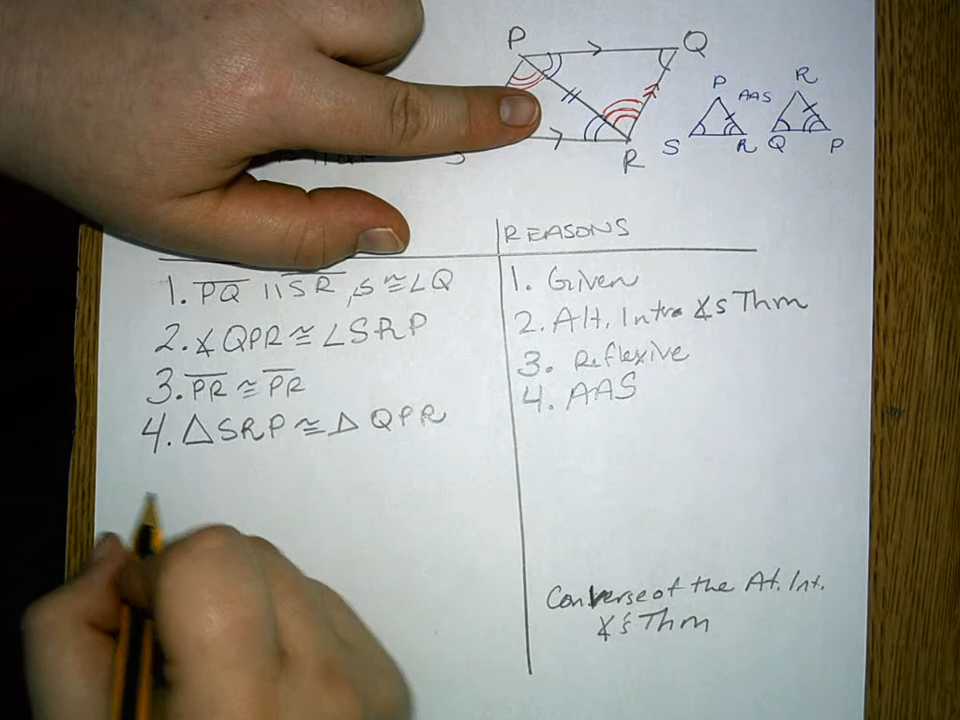 P Q
P AAS R
S R Q P
R
REASONS
1. PQ || SR, S ≅ ∠Q 1. Given
2. ∡QPR ≅ ∠SRP 2. Alt. Intr. ∡s Thm
3. PR ≅ PR 3. Reflexive
4. △SRP ≅ △QPR 4. AAS
Converse of the At. Int.
∡s Thm